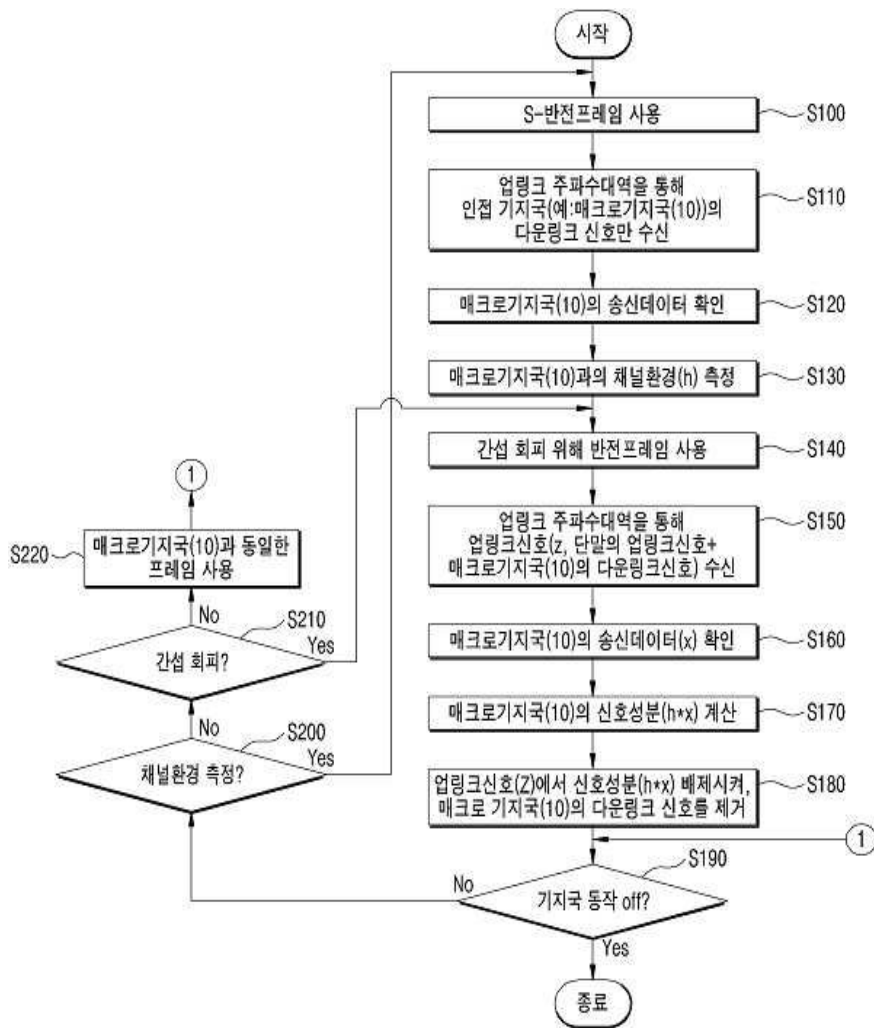 시작
S-반전프레임 사용
S100
업링크 주파수대역을 통해
인접 기지국(예:매크로기지국(10))의
다운링크 신호만 수신
S110
매크로기지국(10)의 송신데이터 확인
S120
매크로기지국(10)과의 채널환경(h) 측정
S130
간섭 회피 위해 반전프레임 사용
S140
업링크 주파수대역을 통해
업링크신호(z, 단말의 업링크신호+
매크로기지국(10)의 다운링크신호) 수신
S150
매크로기지국(10)의 송신데이터(x) 확인
S160
매크로기지국(10)의 신호성분(h*x) 계산
S170
업링크신호(Z)에서 신호성분(h*x) 배제시켜,
매크로 기지국(10)의 다운링크 신호를 제거
S180
1
S190
기지국 동작 off?
No
Yes
종료
S200
채널환경 측정?
No
Yes
S210
간섭 회피?
No
Yes
S220
매크로기지국(10)과 동일한
프레임 사용
1